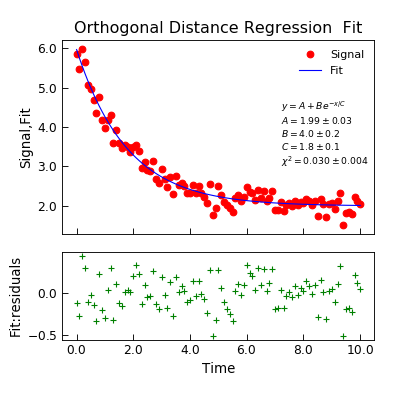 Orthogonal Distance Regression  Fit
6.0
5.0
4.0
3.0
2.0
Signal,Fit
Signal
Fit
y = A + Be^{-x/C}
A = 1.99 ± 0.03
B = 4.0 ± 0.2
C = 1.8 ± 0.1
χ² = 0.030 ± 0.004
0.0
−0.5
Fit:residuals
0.0 2.0 4.0 6.0 8.0 10.0
Time